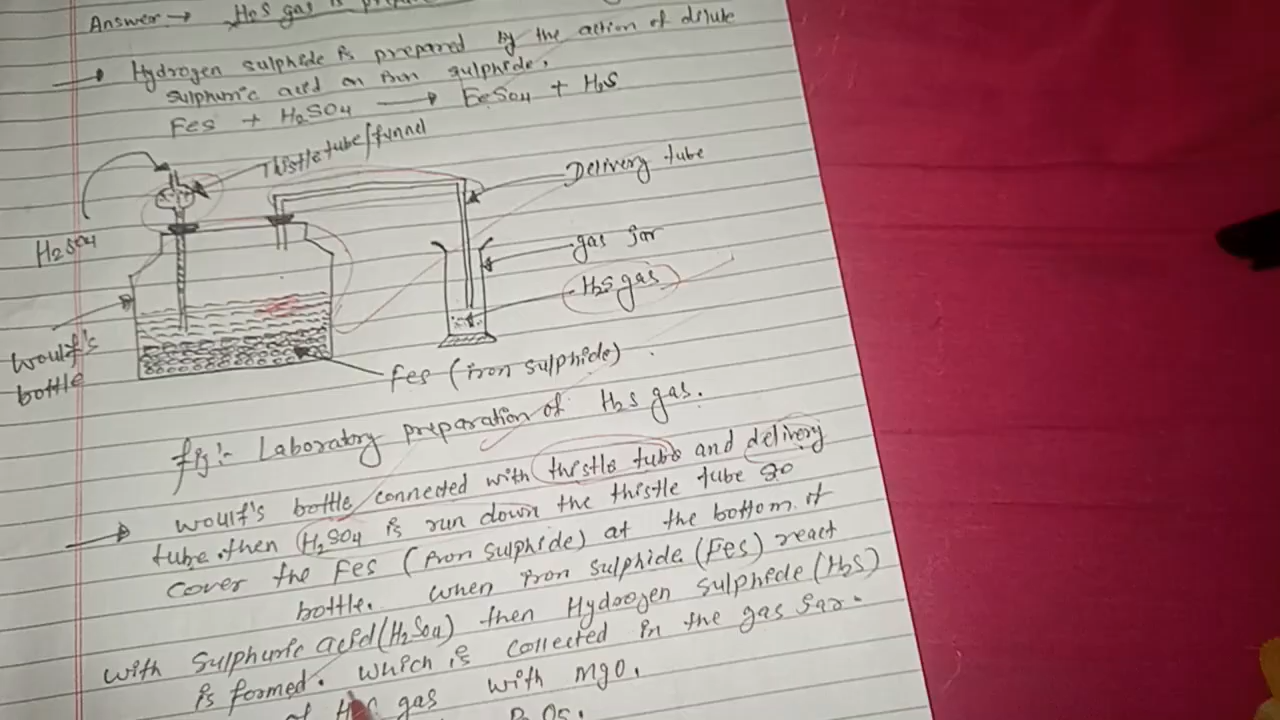 Answer → H2S gas is
→ Hydrogen sulphide is prepared by the action of dilute
sulphuric acid on iron sulphide.
Fes + H2SO4 → FeSO4 + H2S
Thistle tube/funnel
Delivery tube
H2SO4
gas Jar
H2S gas
Woulf's
bottle
Fes (iron sulphide)
fig:- Laboratory preparation of H2S gas.
→ Woulf's bottle connected with thistle tube and delivery
tube. then H2SO4 is run down the thistle tube so
cover the Fes (iron sulphide) at the bottom of
bottle. When iron sulphide (Fes) react
with Sulphuric acid (H2SO4) then Hydrogen sulphide (H2S)
is formed. Which is collected in the gas Jar.
gas with MgO.